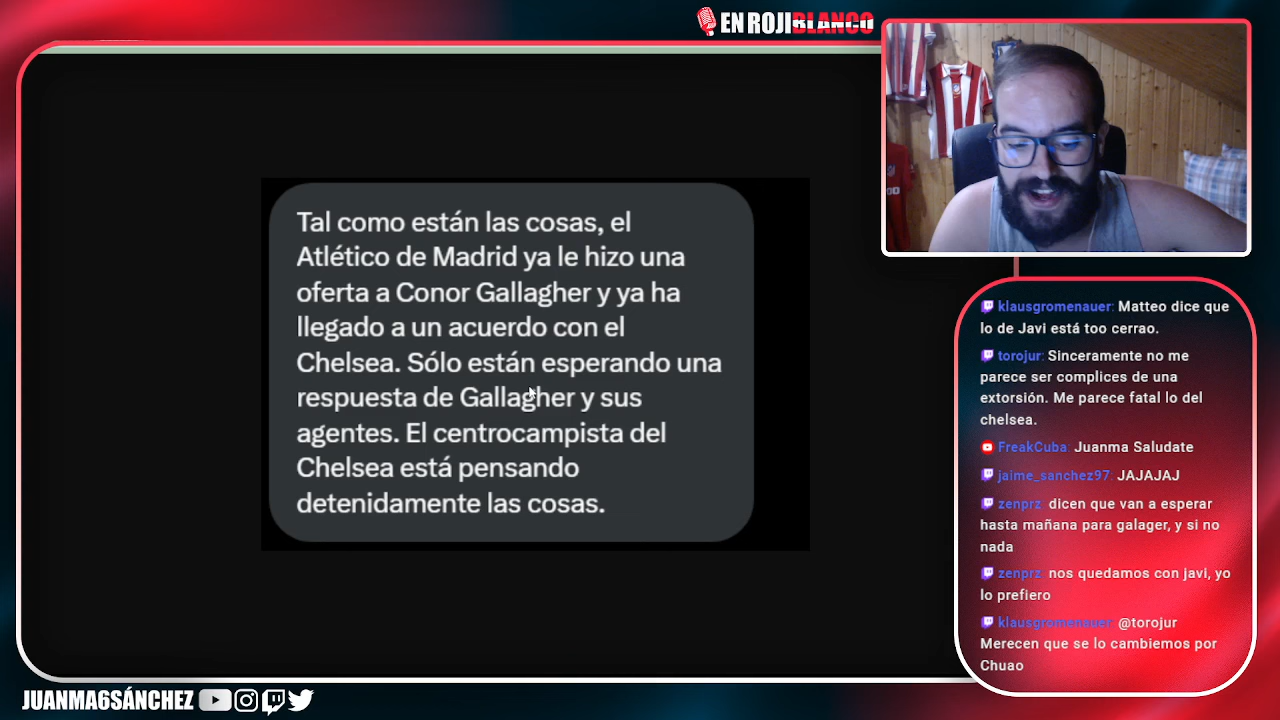 EN ROJIBLANCO
Tal como están las cosas, el
Atlético de Madrid ya le hizo una
oferta a Conor Gallagher y ya ha
llegado a un acuerdo con el
Chelsea. Sólo están esperando una
respuesta de Gallagher y sus
agentes. El centrocampista del
Chelsea está pensando
detenidamente las cosas.
klausgromenauer: Matteo dice que
lo de Javi está too cerrao.
torojur: Sinceramente no me
parece ser complices de una
extorsión. Me parece fatal lo del
chelsea.
FreakCuba: Juanma Saludate
jaime_sanchez97: JAJAJAJ
zenprz: dicen que van a esperar
hasta mañana para galager, y si no
nada
zenprz: nos quedamos con javi, yo
lo prefiero
klausgromenauer: @torojur
Merecen que se lo cambiemos por
Chuao
JUANMA6SÁNCHEZ